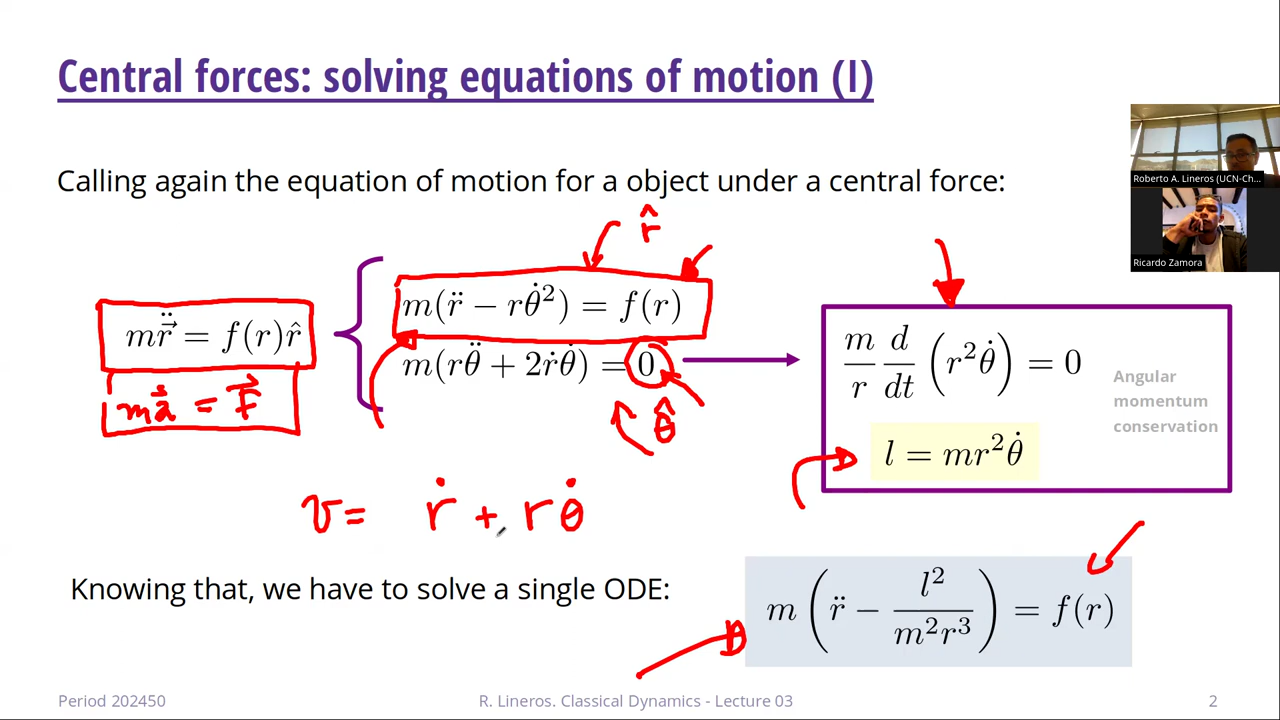 Central forces: solving equations of motion (I)
Calling again the equation of motion for a object under a central force:
Roberto A. Lineros (UCN-Ch...
Ricardo Zamora
r̂
m(r̈ − rθ̇²) = f(r)
mr⃗̈ = f(r)r̂
m(rθ̈ + 2ṙθ̇) = 0
m/r d/dt (r²θ̇) = 0
Angular
momentum
conservation
ma⃗ = F⃗
θ̂
l = mr²θ̇
v = ṙ + rθ̇
Knowing that, we have to solve a single ODE:
m(r̈ − l²/m²r³) = f(r)
Period 202450
R. Lineros. Classical Dynamics - Lecture 03
2